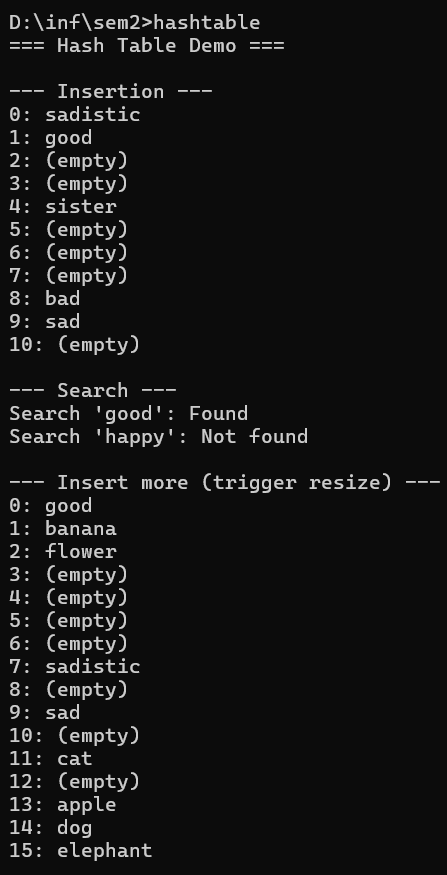 D:\inf\sem2>hashtable
=== Hash Table Demo ===
--- Insertion ---
0: sadistic
1: good
2: (empty)
3: (empty)
4: sister
5: (empty)
6: (empty)
7: (empty)
8: bad
9: sad
10: (empty)
--- Search ---
Search 'good': Found
Search 'happy': Not found
--- Insert more (trigger resize) ---
0: good
1: banana
2: flower
3: (empty)
4: (empty)
5: (empty)
6: (empty)
7: sadistic
8: (empty)
9: sad
10: (empty)
11: cat
12: (empty)
13: apple
14: dog
15: elephant